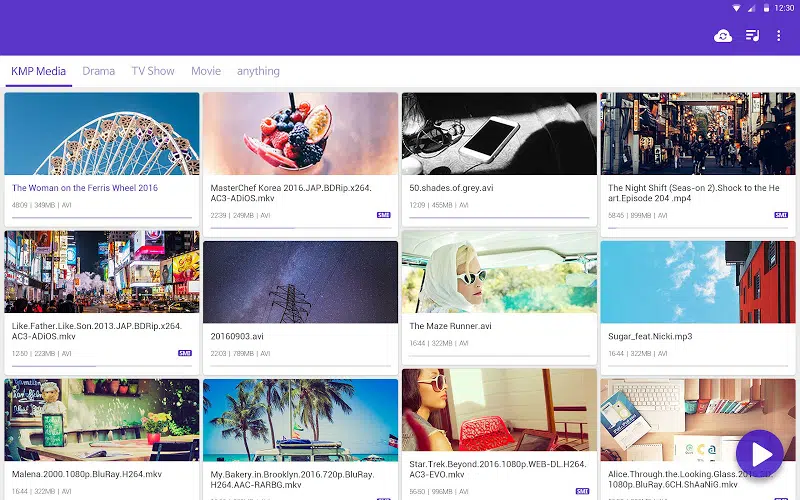 12:30
KMP Media
Drama
TV Show
Movie
anything
The Woman on the Ferris Wheel 2016
48:09 | 349MB | AVI
MasterChef Korea 2016.JAP.BDRip.x264.
AC3-ADiOS.mkv
22:39 | 249MB | AVI
SMI
50.shades.of.grey.avi
12:09 | 455MB | AVI
The Night Shift (Seas-on 2).Shock to the He
art.Episode 204 .mp4
58:45 | 899MB | AVI
SMI
Like.Father.Like.Son.2013.JAP.BDRip.x264.
AC3-ADiOS.mkv
12:50 | 223MB | AVI
SMI
20160903.avi
22:03 | 789MB | AVI
The Maze Runner.avi
16:44 | 322MB | AVI
Sugar_feat.Nicki.mp3
16:44 | 322MB | AVI
Malena.2000.1080p.BluRay.H264.mkv
16:44 | 322MB | AVI
My.Bakery.in.Brooklyn.2016.720p.BluRay.
H264.AAC-RARBG.mkv
Star.Trek.Beyond.2016.1080p.WEB-DL.H264.
AC3-EVO.mkv
56:80 | 996MB | AVI
SMI
Alice.Through.the.Looking.Glass.2016.
1080p.BluRay.6CH.ShAaNiG.mkv